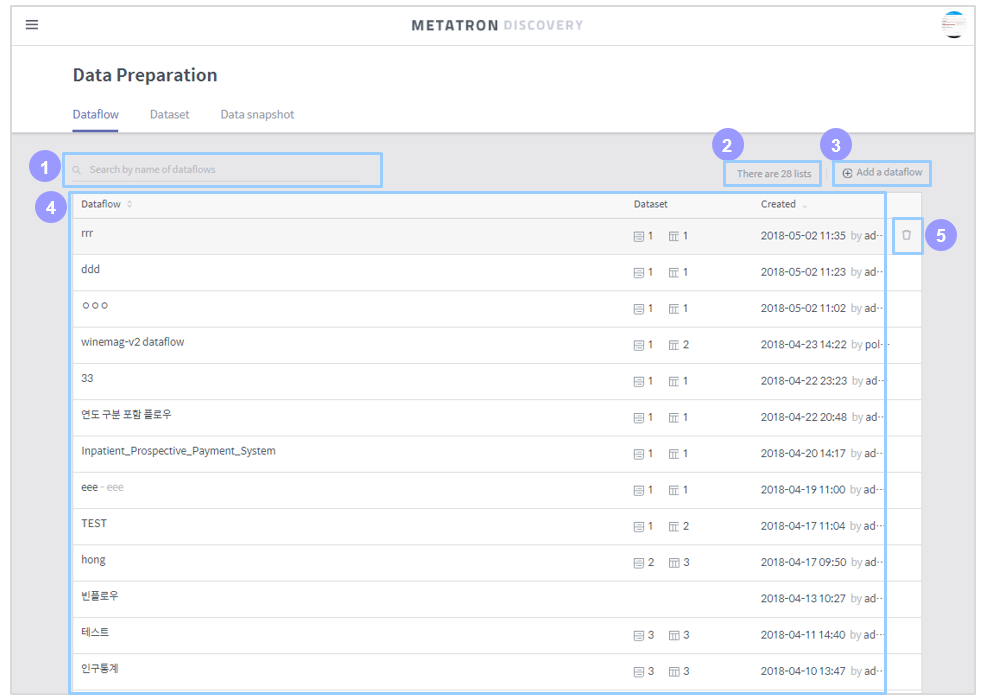 METATRON DISCOVERY
Data Preparation
Dataflow Dataset Data snapshot
1 Search by name of dataflows 2 There are 28 lists 3 Add a dataflow
4 Dataflow Dataset Created
rrr 1 1 2018-05-02 11:35 by ad··· 5
ddd 1 1 2018-05-02 11:23 by ad···
ㅇㅇㅇ 1 1 2018-05-02 11:02 by ad···
winemag-v2 dataflow 1 2 2018-04-23 14:22 by pol···
33 1 1 2018-04-22 23:23 by ad···
연도 구분 포함 플로우 1 1 2018-04-22 20:48 by ad···
Inpatient_Prospective_Payment_System 1 1 2018-04-20 14:17 by ad···
eee - eee 1 1 2018-04-19 11:00 by ad···
TEST 1 2 2018-04-17 11:04 by ad···
hong 2 3 2018-04-17 09:50 by ad···
빈플로우 2018-04-13 10:27 by ad···
테스트 3 3 2018-04-11 14:40 by ad···
인구통계 3 3 2018-04-10 13:47 by ad···